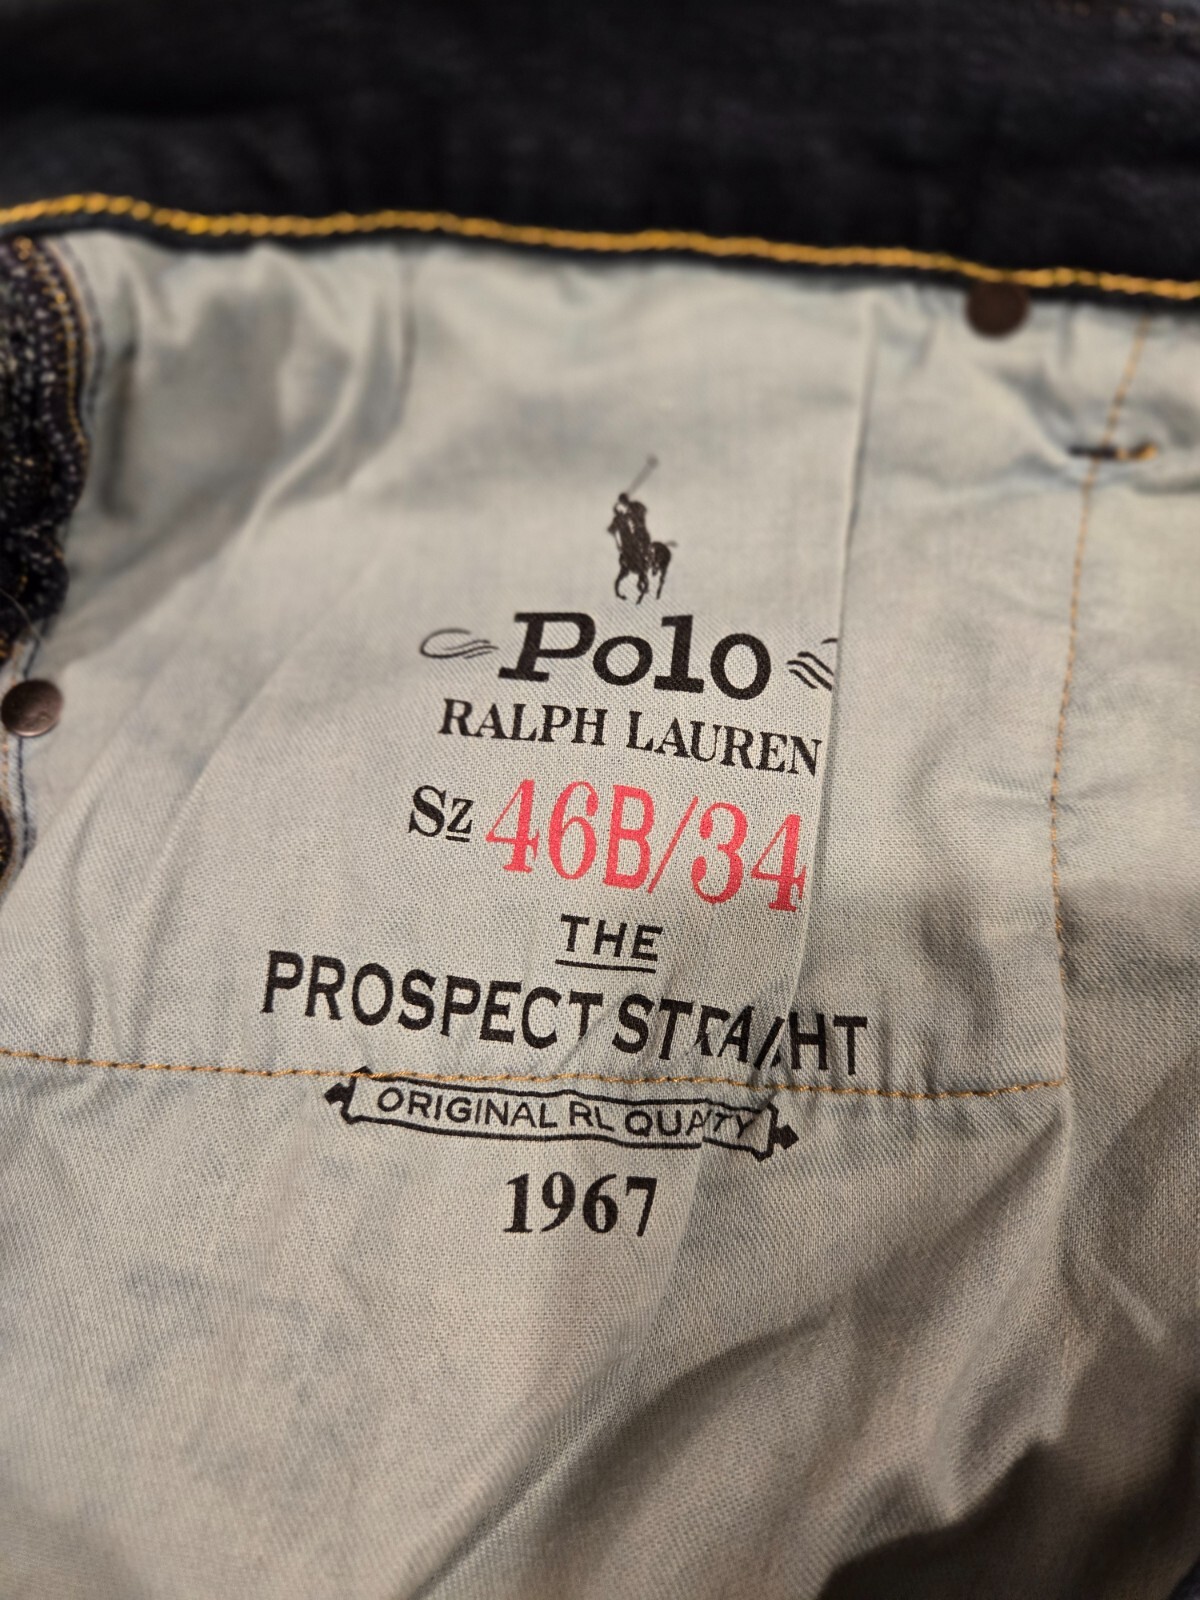 Polo
RALPH LAUREN
Sz 46B/34
THE
PROSPECT STRAIGHT
ORIGINAL RL QUALITY
1967